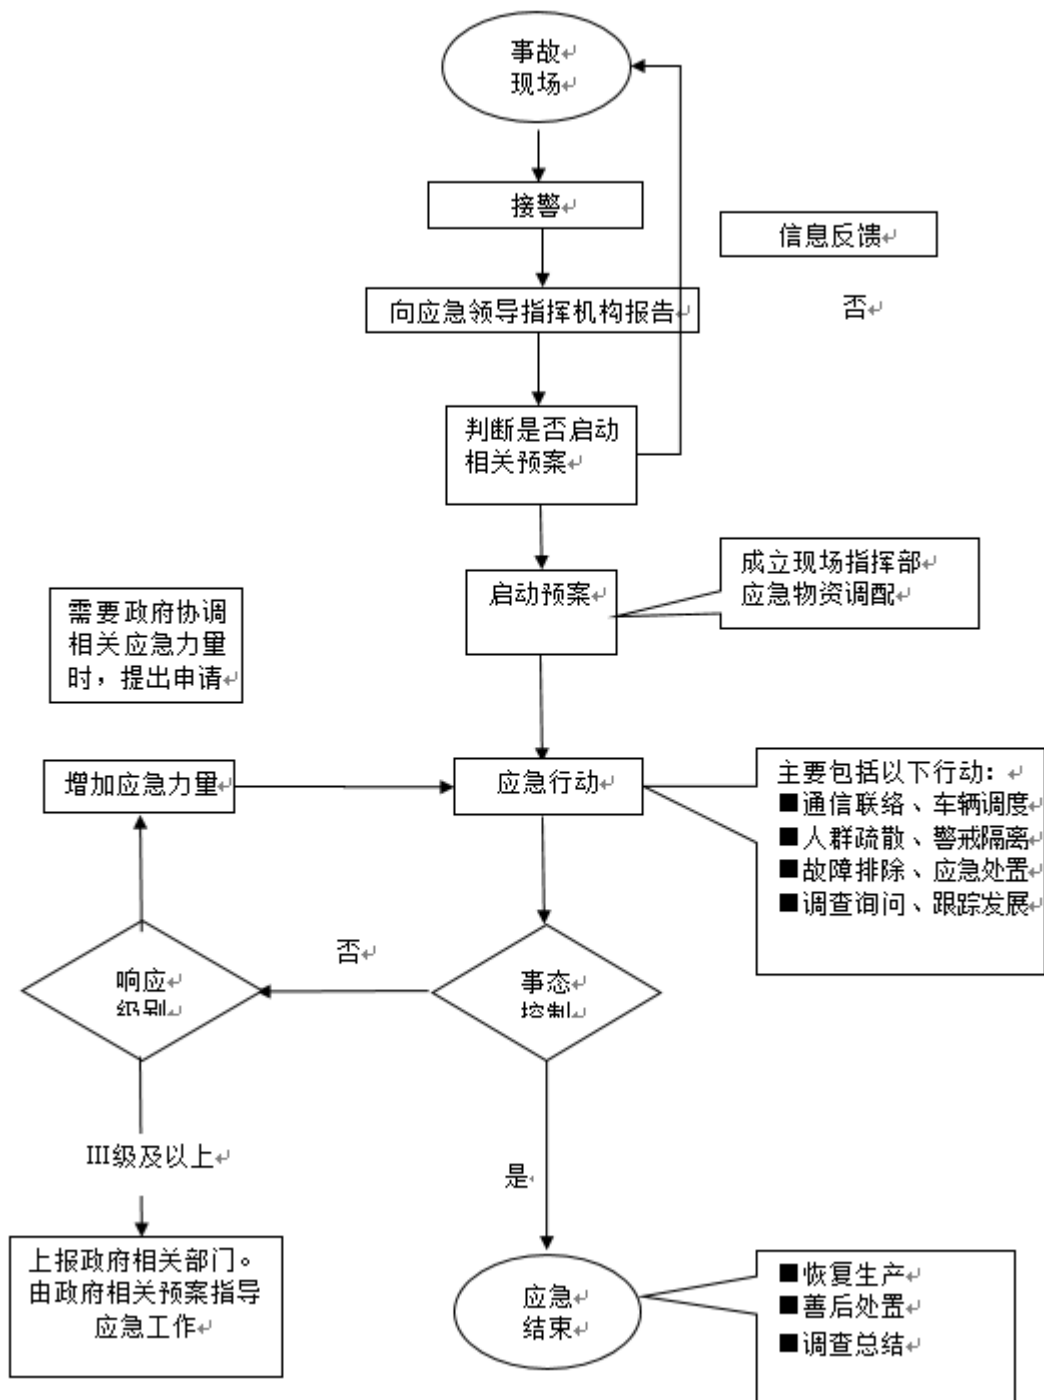 事故
现场
接警
信息反馈
向应急领导指挥机构报告
否
判断是否启动
相关预案
启动预案
成立现场指挥部
应急物资调配
需要政府协调
相关应急力量
时，提出申请
增加应急力量
应急行动
主要包括以下行动：
■通信联络、车辆调度
■人群疏散、警戒隔离
■故障排除、应急处置
■调查询问、跟踪发展
否
响应
级别
事态
控制
III级及以上
是
上报政府相关部门。
由政府相关预案指导
应急工作
应急
结束
■恢复生产
■善后处置
■调查总结